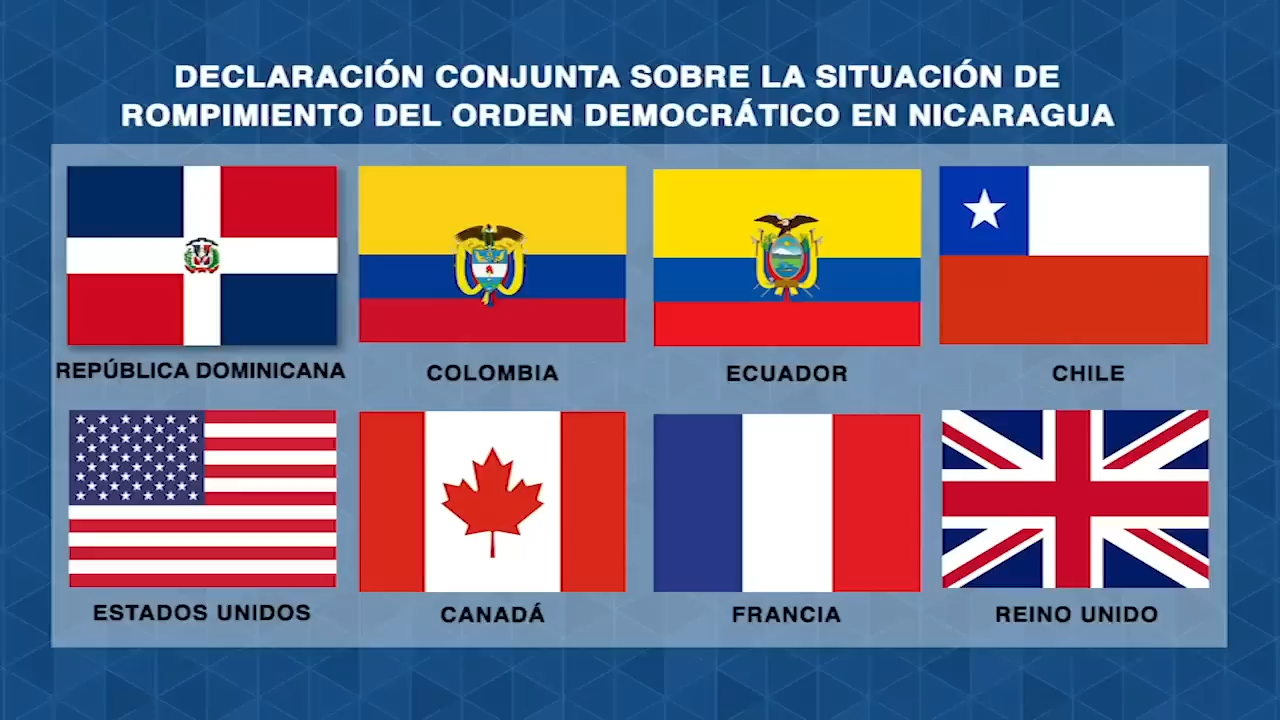 DECLARACIÓN CONJUNTA SOBRE LA SITUACIÓN DE
ROMPIMIENTO DEL ORDEN DEMOCRÁTICO EN NICARAGUA
REPÚBLICA DOMINICANA
COLOMBIA
ECUADOR
CHILE
ESTADOS UNIDOS
CANADÁ
FRANCIA
REINO UNIDO